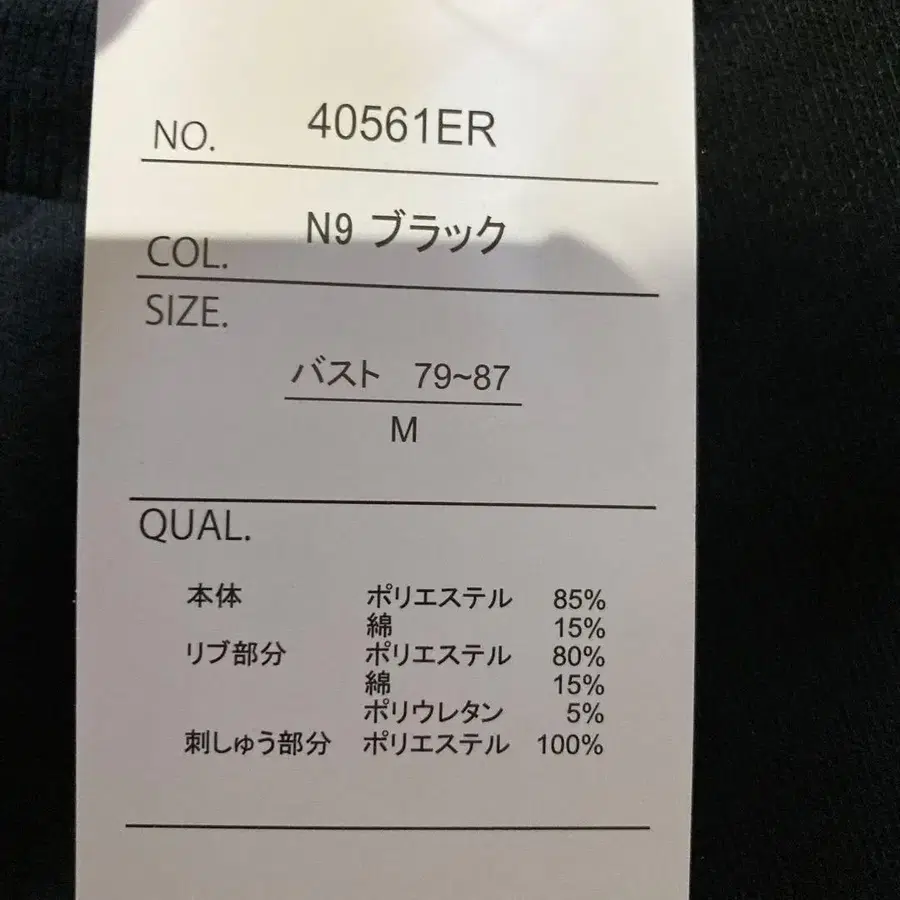 NO. 40561ER
COL. N9 ブラック
SIZE.
バスト 79~87
M
QUAL.
本体 ポリエステル 85%
綿 15%
リブ部分 ポリエステル 80%
綿 15%
ポリウレタン 5%
刺しゅう部分 ポリエステル 100%